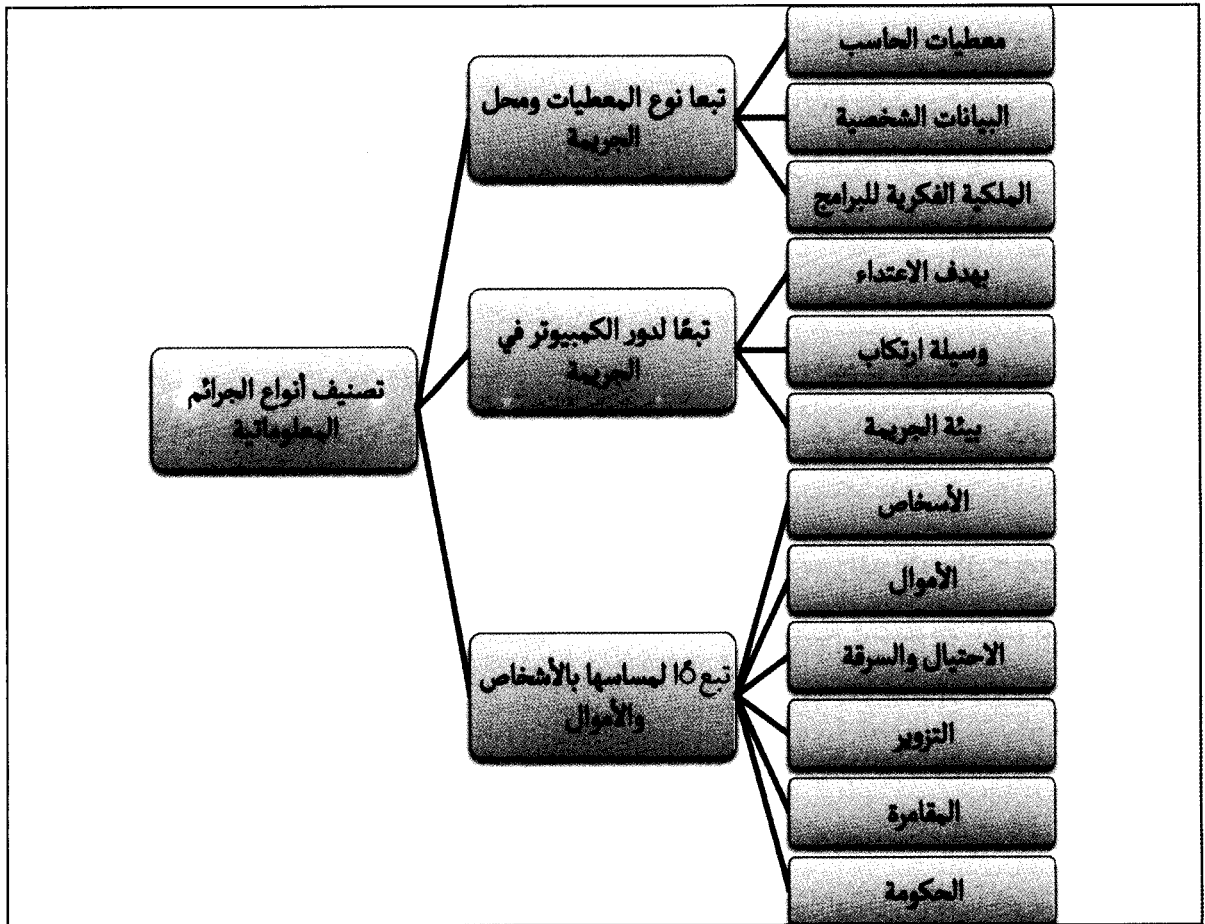 تصنيف أنواع الجرائم
المعلوماتية
تبعا نوع المعطيات ومحل
الجريمة
معطيات الحاسب
البيانات الشخصية
الملكية الفكرية للبرامج
تبعًا لدور الكمبيوتر في
الجريمة
بهدف الاعتداء
وسيلة ارتكاب
بيئة الجريمة
تبع ًا لمساسها بالأشخاص
والأموال
الأسخاص
الأموال
الاحتيال والسرقة
التزوير
المقامرة
الحكومة